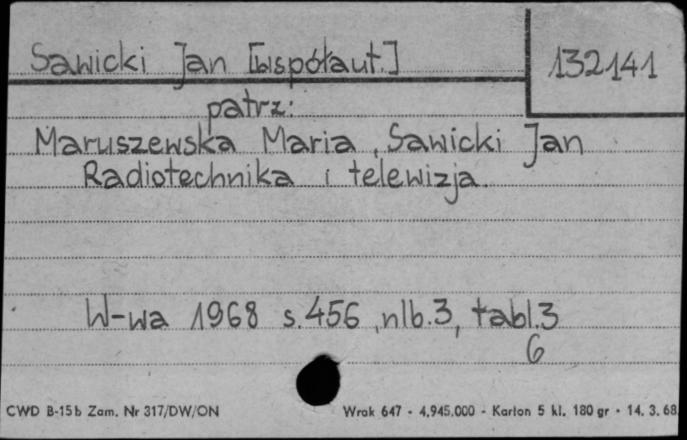 Sawicki Jan [współaut.]
132141
patrz:
Maruszewska Maria, Sawicki Jan
Radiotechnika i telewizja.
W-wa 1968 s.456, nlb.3, tabl.3
6
CWD B-15b Zam. Nr 317/DW/ON
Wrak 647 - 4,945.000 - Karton 5 kl. 180 gr - 14. 3. 68